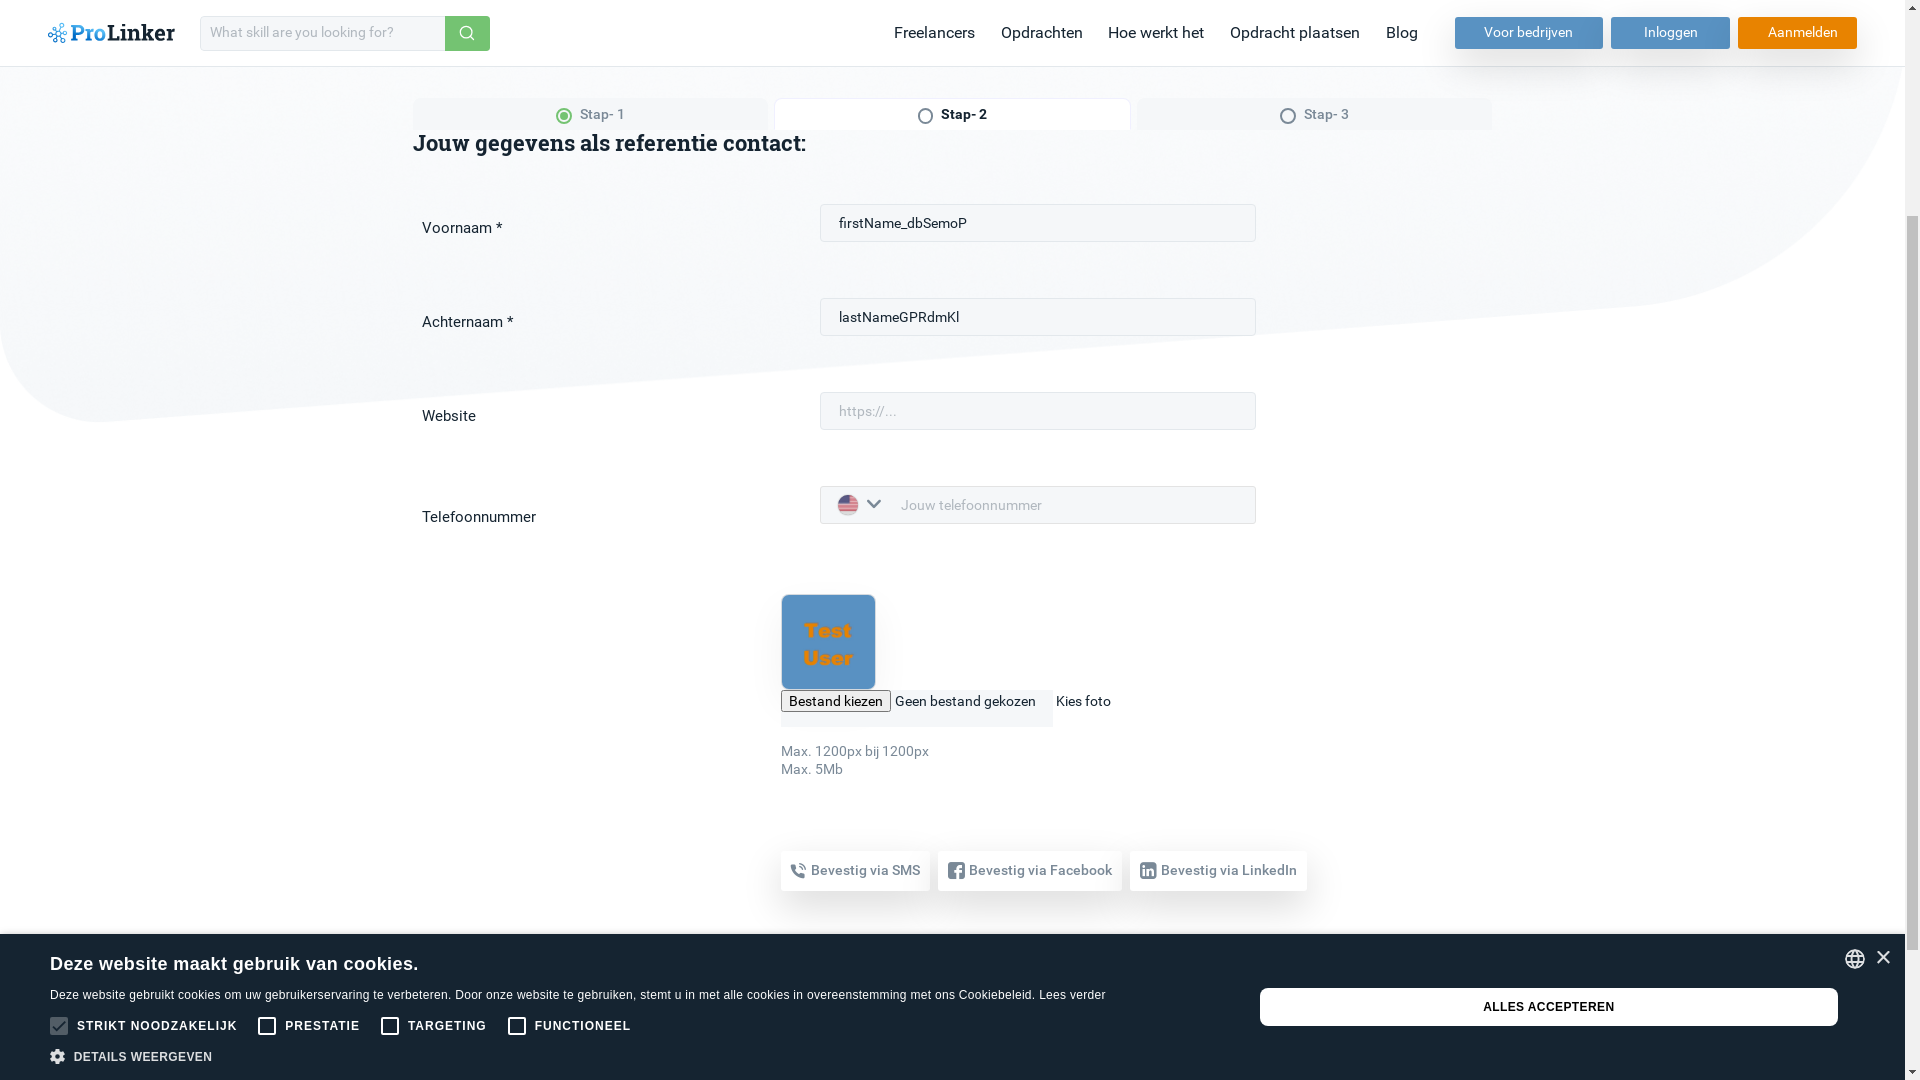 ProLinker
What skill are you looking for?
Freelancers
Opdrachten
Hoe werkt het
Opdracht plaatsen
Blog
Voor bedrijven
Inloggen
Aanmelden
Stap- 1
Stap- 2
Stap- 3
Jouw gegevens als referentie contact:
Voornaam *
firstName_dbSemoP
Achternaam *
lastNameGPRdmKl
Website
https://...
Telefoonnummer
Jouw telefoonnummer
Test
User
Bestand kiezen Geen bestand gekozen Kies foto
Max. 1200px bij 1200px
Max. 5Mb
Bevestig via SMS
Bevestig via Facebook
Bevestig via LinkedIn
Deze website maakt gebruik van cookies.
Deze website gebruikt cookies om uw gebruikerservaring te verbeteren. Door onze website te gebruiken, stemt u in met alle cookies in overeenstemming met ons Cookiebeleid. Lees verder
STRIKT NOODZAKELIJK
PRESTATIE
TARGETING
FUNCTIONEEL
DETAILS WEERGEVEN
ALLES ACCEPTEREN